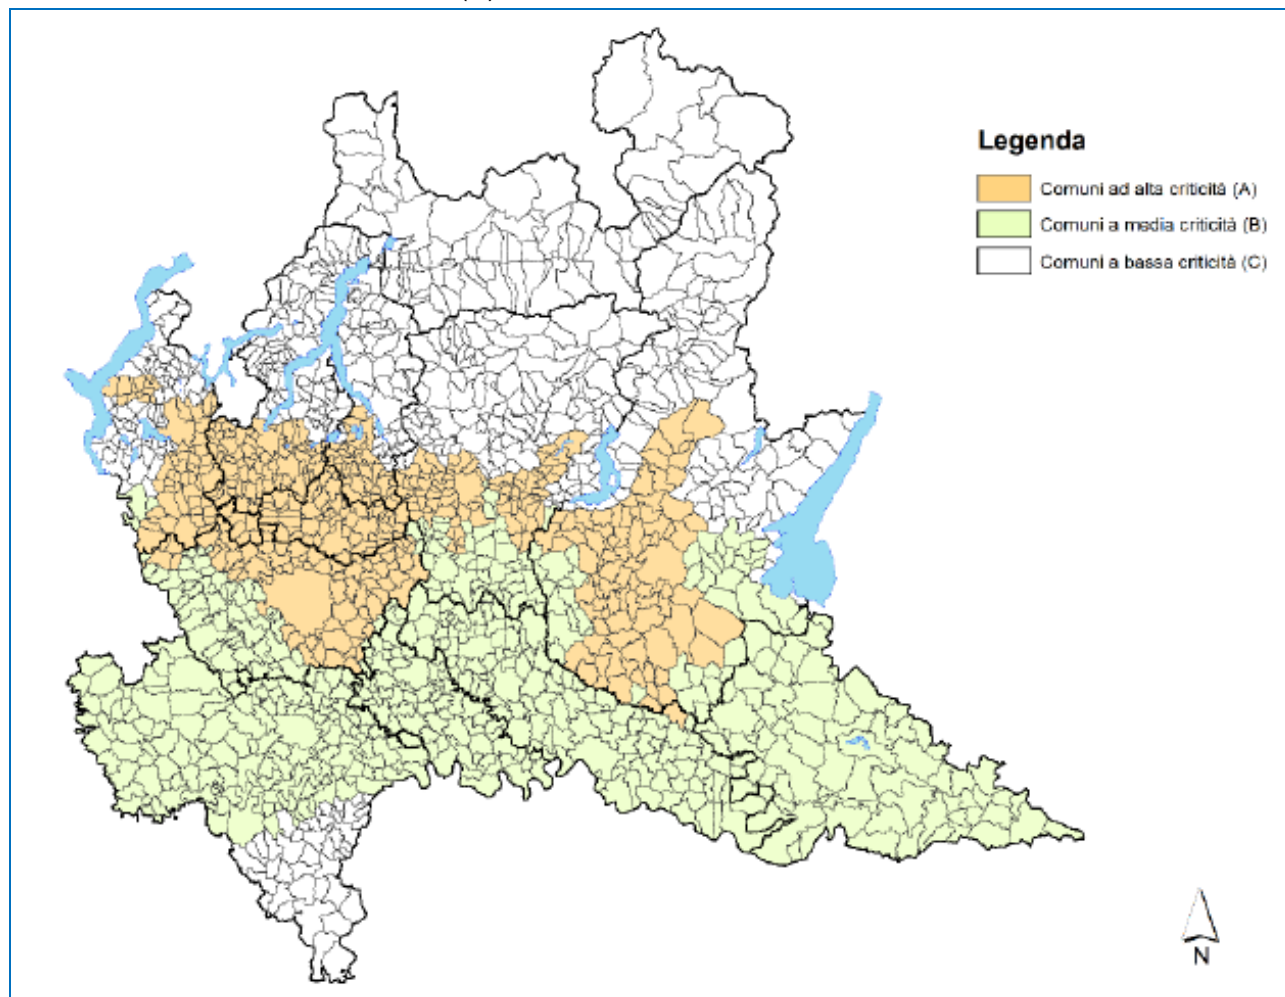 Legenda
Comuni ad alta criticità (A)
Comuni a media criticità (B)
Comuni a bassa criticità (C)
N